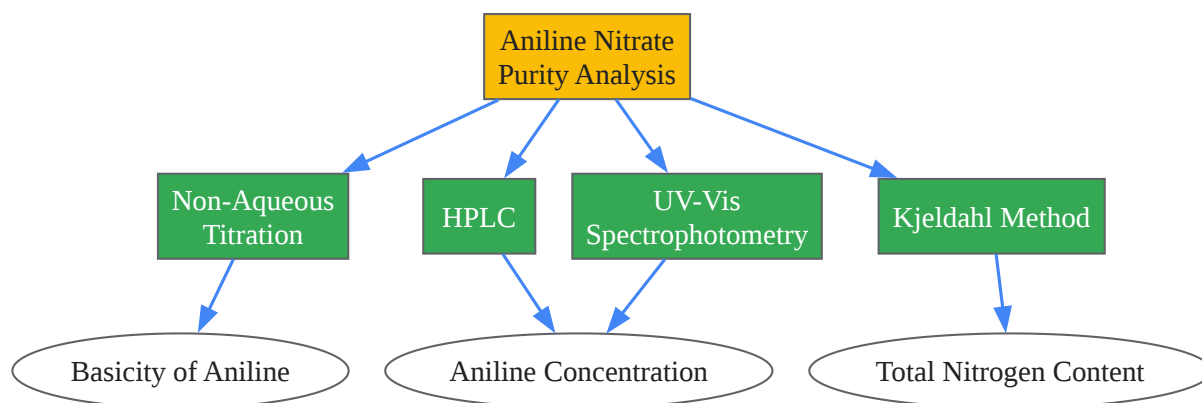 Aniline Nitrate
Purity Analysis
Non-Aqueous
Titration
HPLC
UV-Vis
Spectrophotometry
Kjeldahl Method
Basicity of Aniline
Aniline Concentration
Total Nitrogen Content